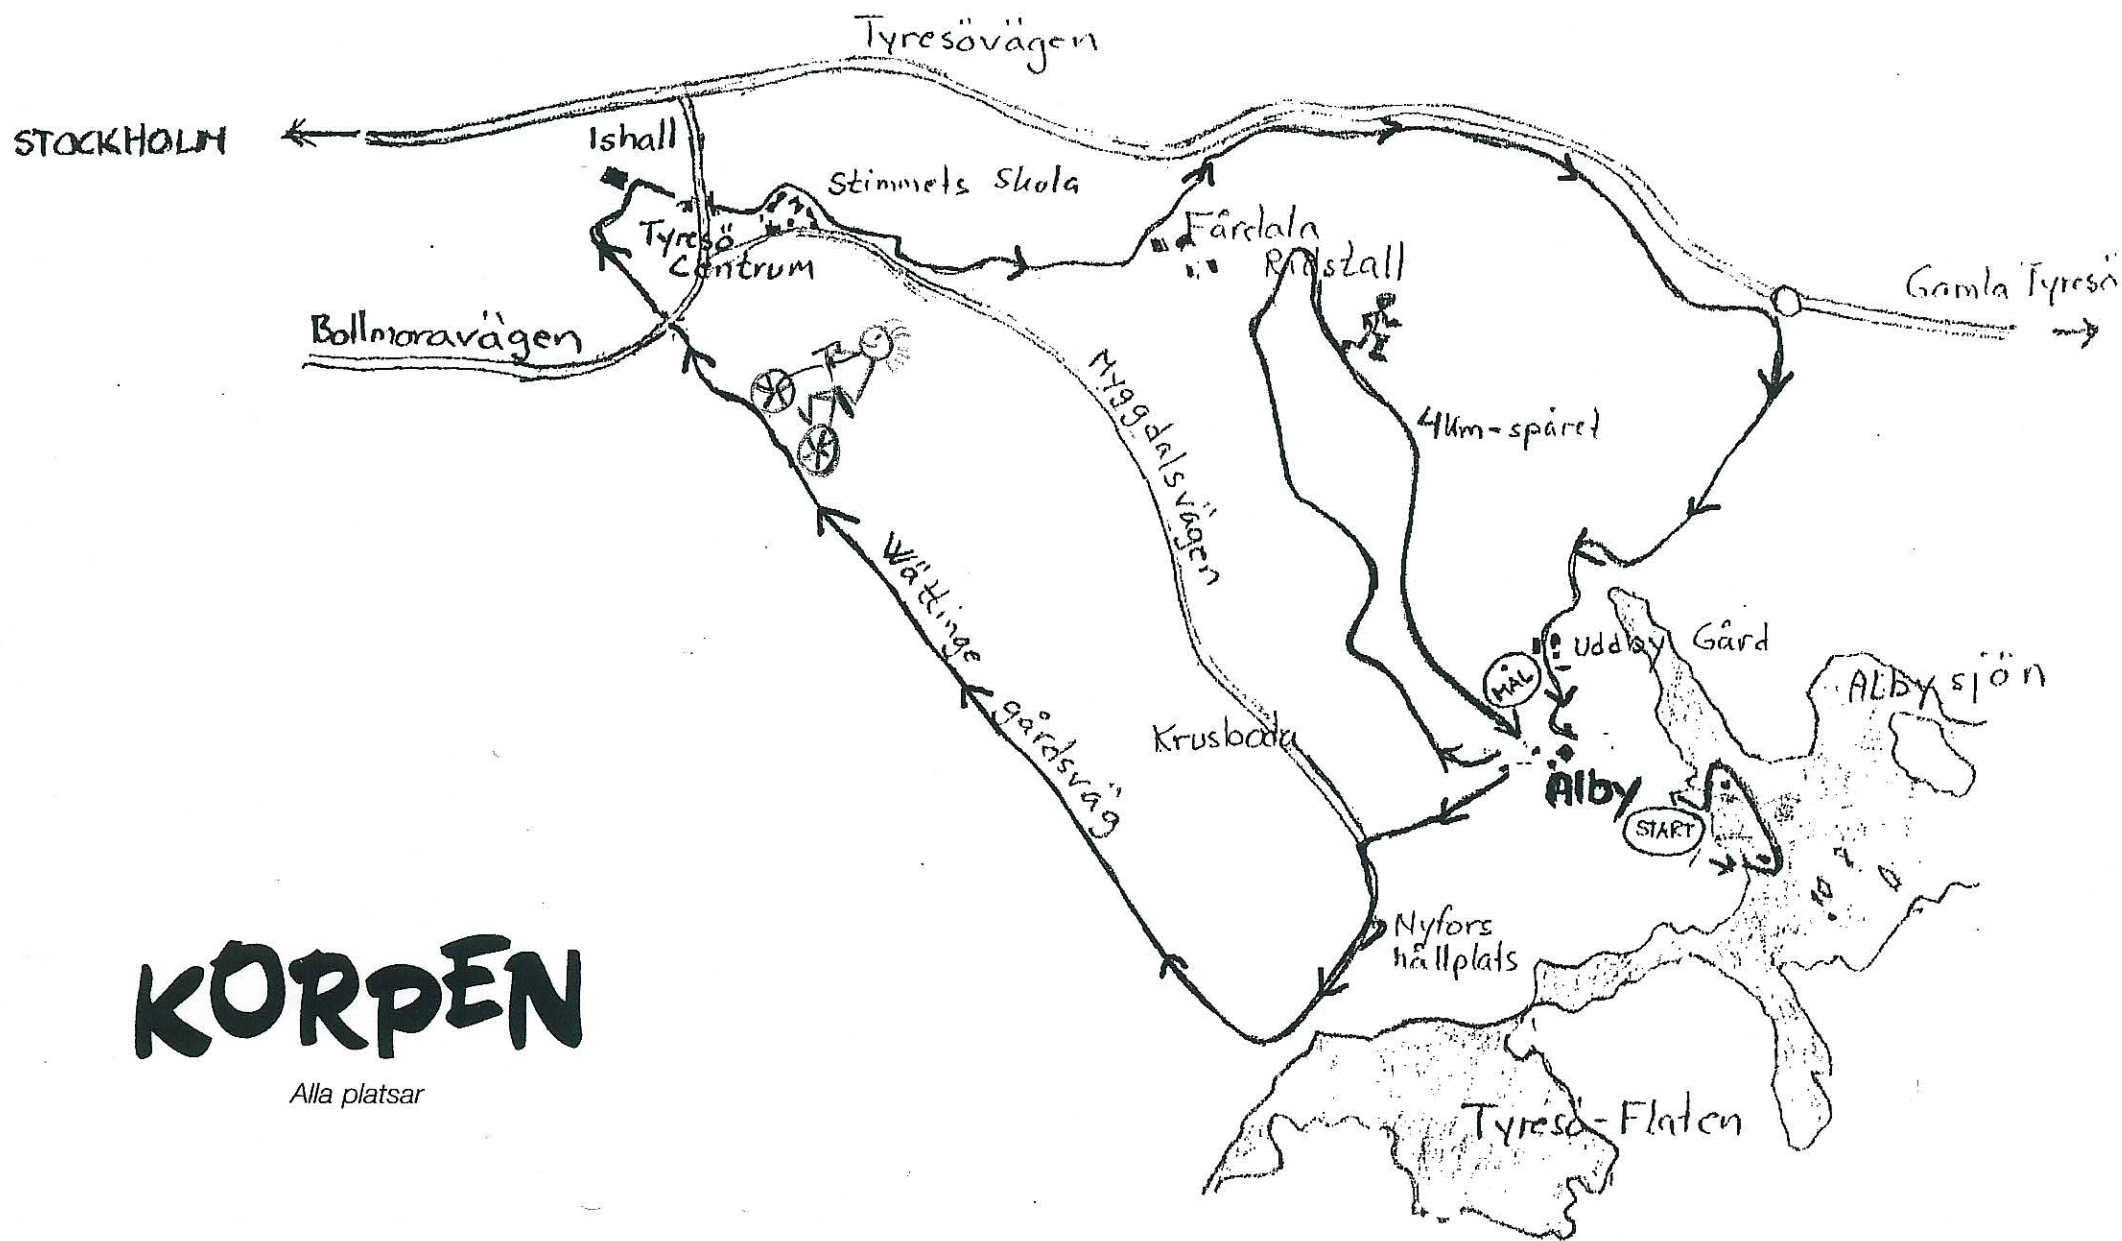 Tyresövägen
STOCKHOLM
Ishall
Stimmets Skola
Tyresö
Centrum
Fårdala
Ridstall
Gamla Tyresö
Bollmoravägen
Myggdalsvägen
4km-spåret
Wättinge gårdsväg
Uddby Gård
MÅL
Albysjön
Krusboda
Alby
START
Nyfors
hållplats
KORPEN
Alla platsar
Tyresö-Flaten